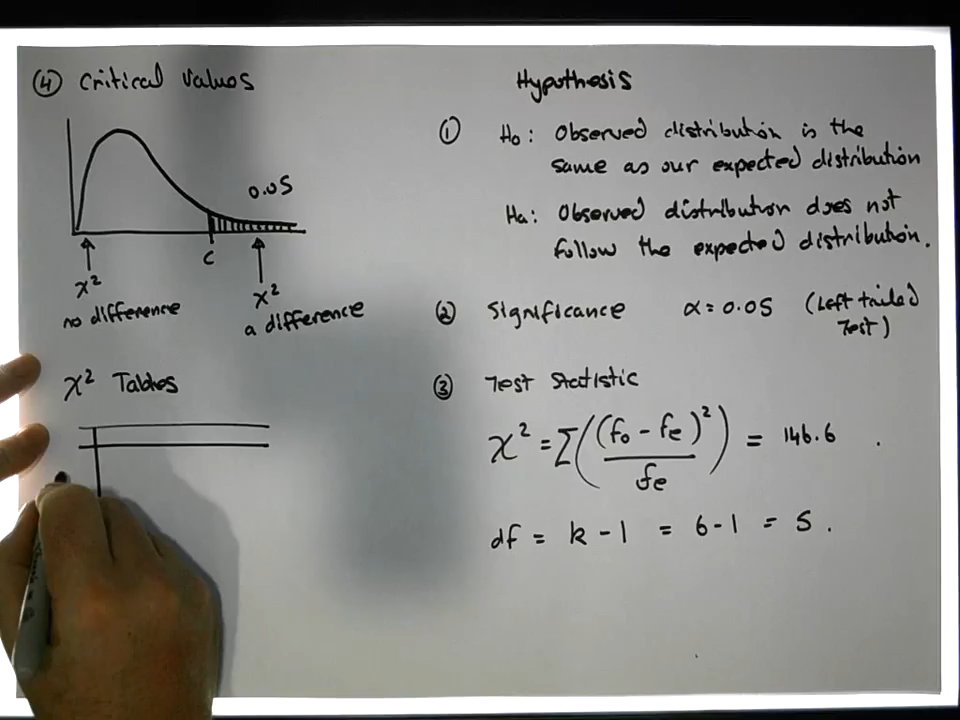 ④ Critical Values
0.05
C
χ²
no difference
χ²
a difference
χ² Tables
Hypothesis
① Ho: Observed distribution is the
same as our expected distribution
Ha: Observed distribution does not
follow the expected distribution.
② Significance α = 0.05 (Left tailed
Test)
③ Test Statistic
χ² = Σ((fo - fe)²/fe) = 146.6 .
df = k - 1 = 6 - 1 = 5 .